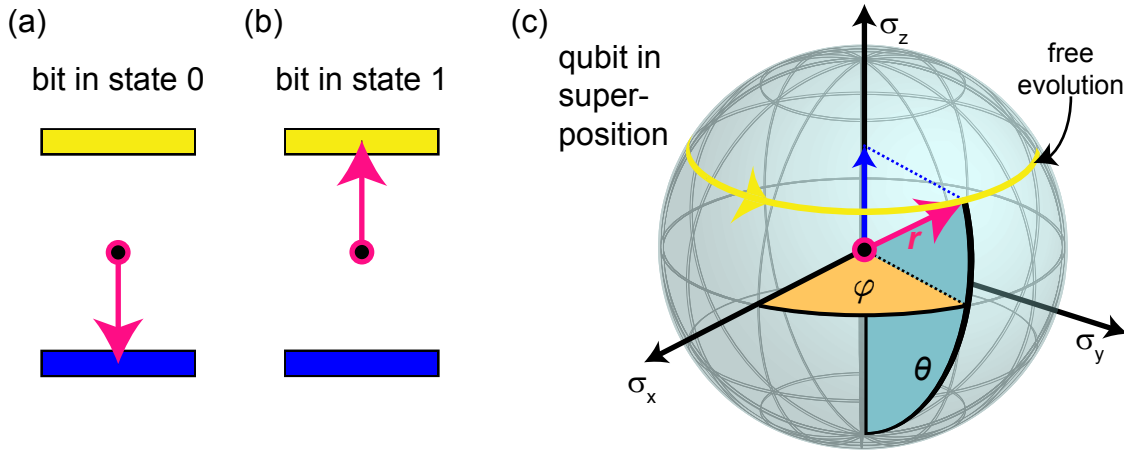 (a)
bit in state 0
(b)
bit in state 1
(c)
qubit in
super-
position
σz
free
evolution
r
φ
θ
σx
σy